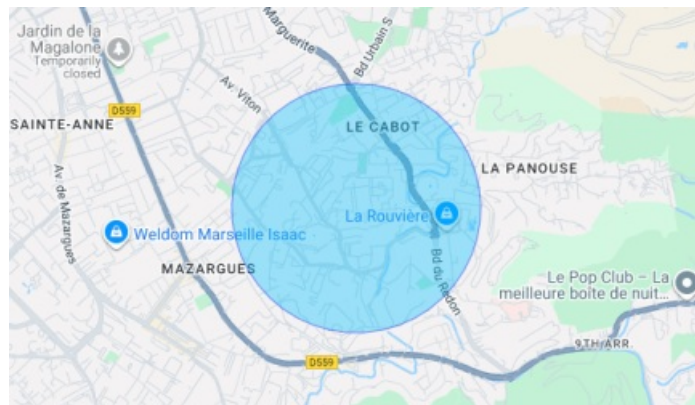 Jardin de la
Magalone
Temporarily
closed
Marguerite
Bd Urbain S
Av. Viton
D559
SAINTE-ANNE
LE CABOT
LA PANOUSE
Av. de Mazargues
La Rouvière
Weldom Marseille Isaac
MAZARGUES
Bd du Redon
Le Pop Club – La
meilleure boîte de nuit...
9TH ARR.
D559